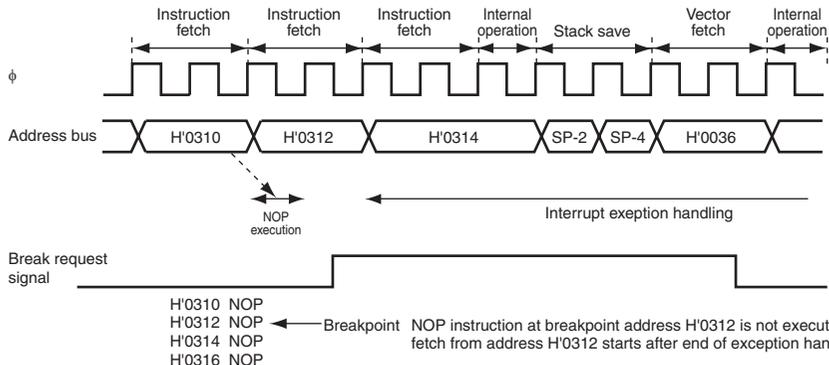 Instruction fetch Instruction fetch Instruction fetch Internal operation Stack save Vector fetch Internal operation
φ
Address bus H'0310 H'0312 H'0314 SP-2 SP-4 H'0036
NOP execution Interrupt exeption handling
Break request signal
H'0310 NOP
H'0312 NOP Breakpoint NOP instruction at breakpoint address H'0312 is not execut
H'0314 NOP fetch from address H'0312 starts after end of exception han
H'0316 NOP